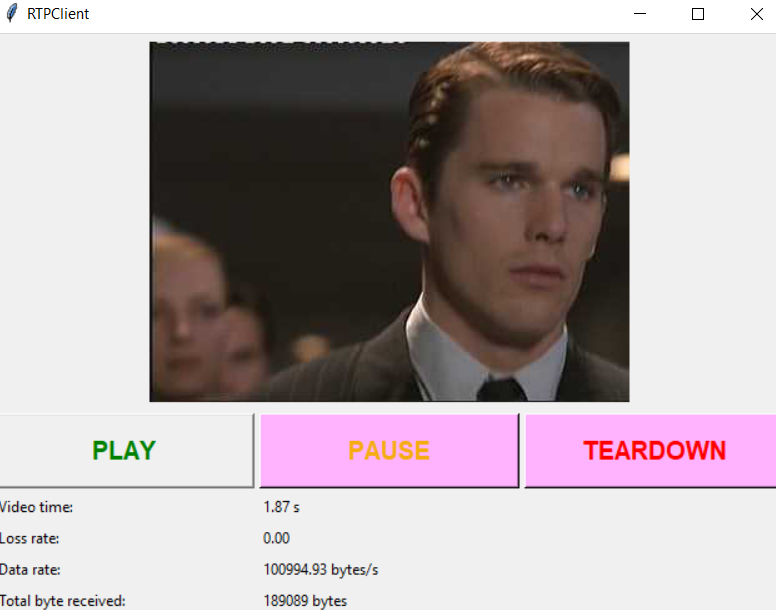 RTPClient
PLAY PAUSE TEARDOWN
Video time: 1.87 s
Loss rate: 0.00
Data rate: 100994.93 bytes/s
Total byte received: 189089 bytes